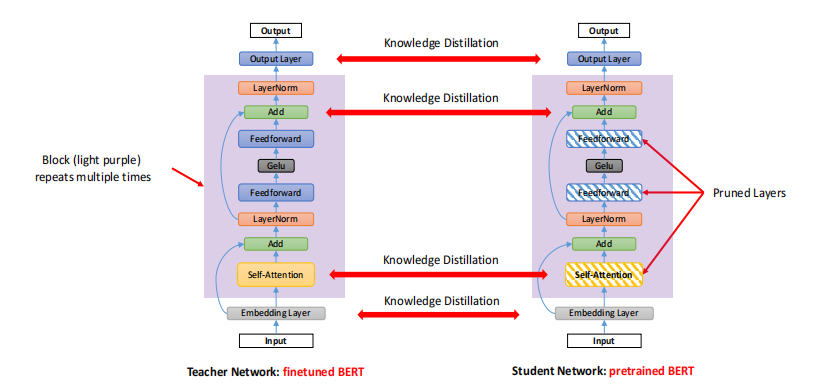 Output
Output
Knowledge Distillation
Output Layer
Output Layer
LayerNorm
LayerNorm
Knowledge Distillation
Add
Add
Feedforward
Feedforward
Block (light purple)
repeats multiple times
Gelu
Gelu
Feedforward
Feedforward
Pruned Layers
LayerNorm
LayerNorm
Add
Add
Knowledge Distillation
Self-Attention
Self-Attention
Knowledge Distillation
Embedding Layer
Embedding Layer
Input
Input
Teacher Network: finetuned BERT
Student Network: pretrained BERT